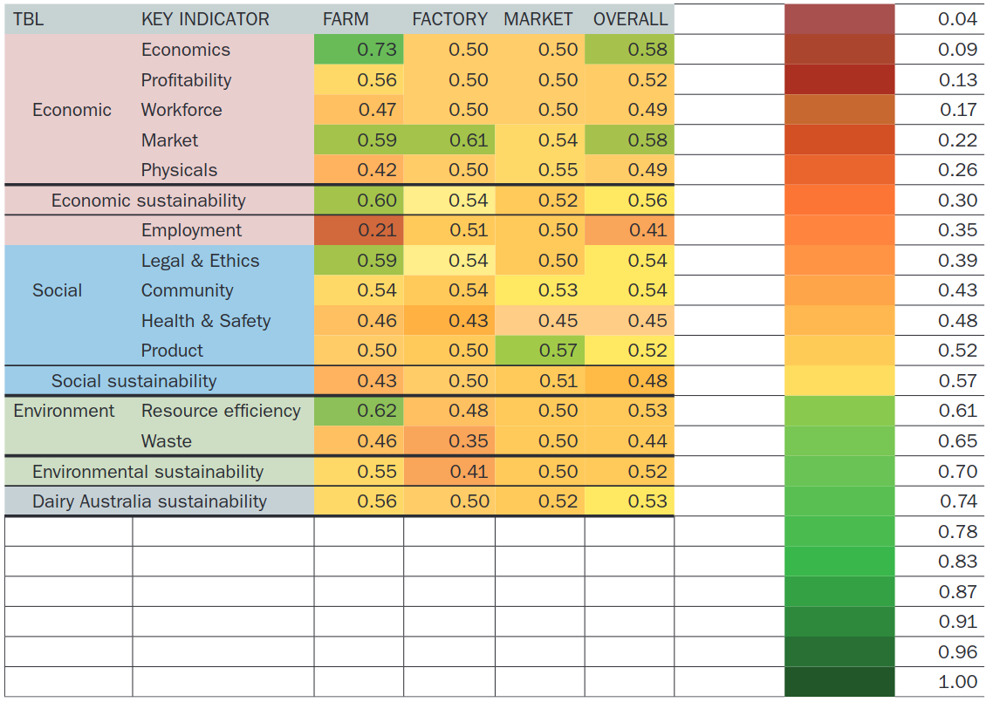 TBL KEY INDICATOR FARM FACTORY MARKET OVERALL 0.04
Economics 0.73 0.50 0.50 0.58 0.09
Profitability 0.56 0.50 0.50 0.52 0.13
Economic Workforce 0.47 0.50 0.50 0.49 0.17
Market 0.59 0.61 0.54 0.58 0.22
Physicals 0.42 0.50 0.55 0.49 0.26
Economic sustainability 0.60 0.54 0.52 0.56 0.30
Employment 0.21 0.51 0.50 0.41 0.35
Legal & Ethics 0.59 0.54 0.50 0.54 0.39
Social Community 0.54 0.54 0.53 0.54 0.43
Health & Safety 0.46 0.43 0.45 0.45 0.48
Product 0.50 0.50 0.57 0.52 0.52
Social sustainability 0.43 0.50 0.51 0.48 0.57
Environment Resource efficiency 0.62 0.48 0.50 0.53 0.61
Waste 0.46 0.35 0.50 0.44 0.65
Environmental sustainability 0.55 0.41 0.50 0.52 0.70
Dairy Australia sustainability 0.56 0.50 0.52 0.53 0.74
0.78
0.83
0.87
0.91
0.96
1.00